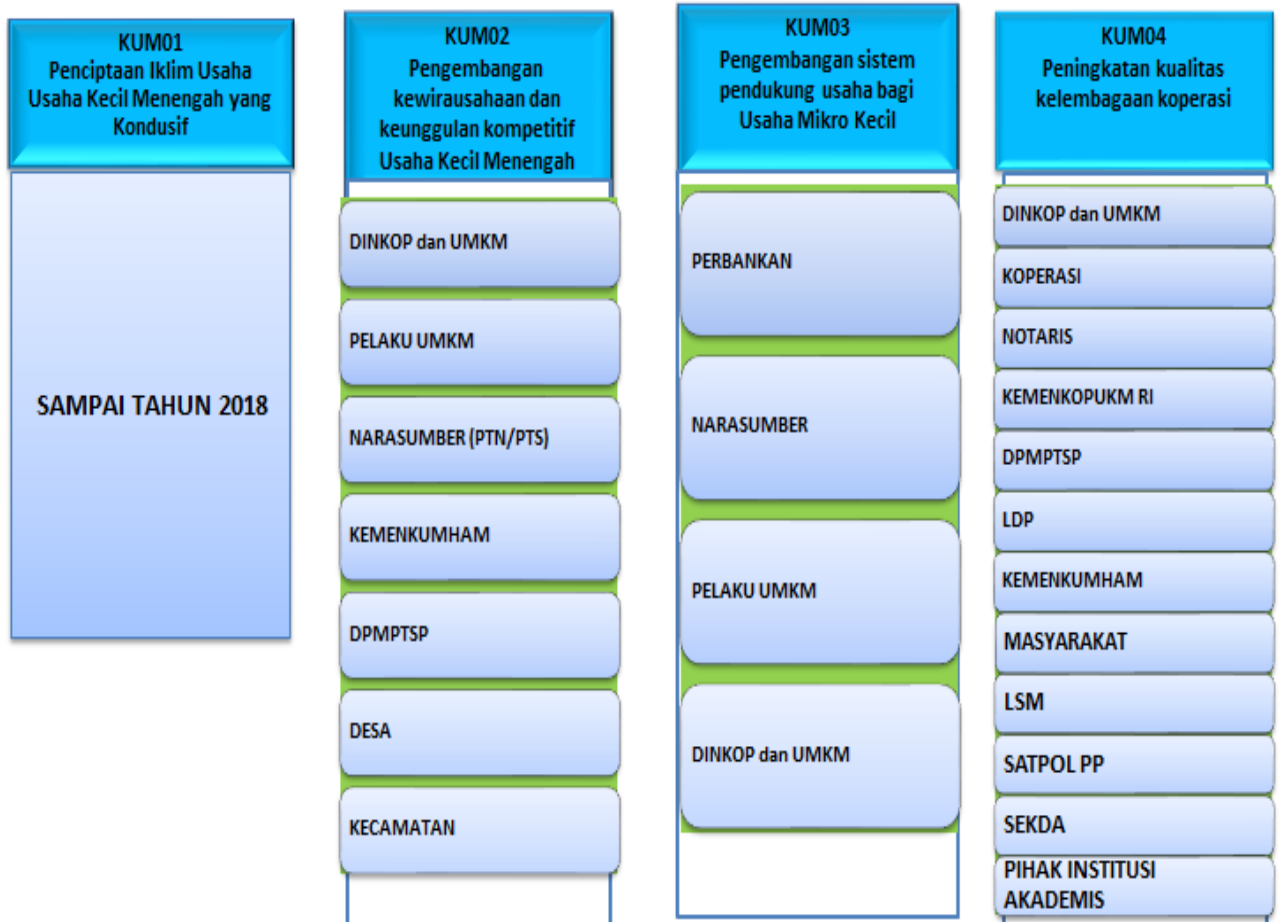 KUM01
Penciptaan Iklim Usaha
Usaha Kecil Menengah yang
Kondusif
SAMPAI TAHUN 2018
KUM02
Pengembangan
kewirausahaan dan
keunggulan kompetitif
Usaha Kecil Menengah
DINKOP dan UMKM
PELAKU UMKM
NARASUMBER (PTN/PTS)
KEMENKUMHAM
DPMPTSP
DESA
KECAMATAN
KUM03
Pengembangan sistem
pendukung usaha bagi
Usaha Mikro Kecil
PERBANKAN
NARASUMBER
PELAKU UMKM
DINKOP dan UMKM
KUM04
Peningkatan kualitas
kelembagaan koperasi
DINKOP dan UMKM
KOPERASI
NOTARIS
KEMENKOPUKM RI
DPMPTSP
LDP
KEMENKUMHAM
MASYARAKAT
LSM
SATPOL PP
SEKDA
PIHAK INSTITUSI
AKADEMIS